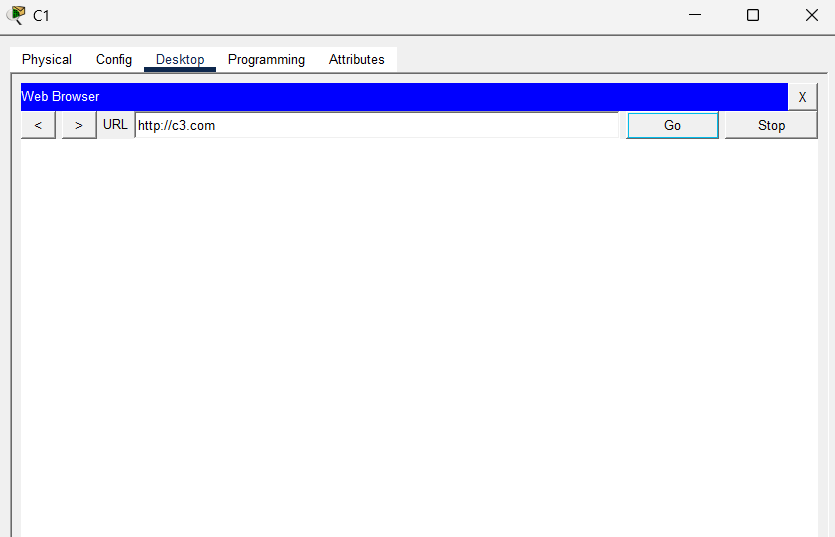 C1
Physical Config Desktop Programming Attributes
Web Browser X
< > URL http://c3.com Go Stop